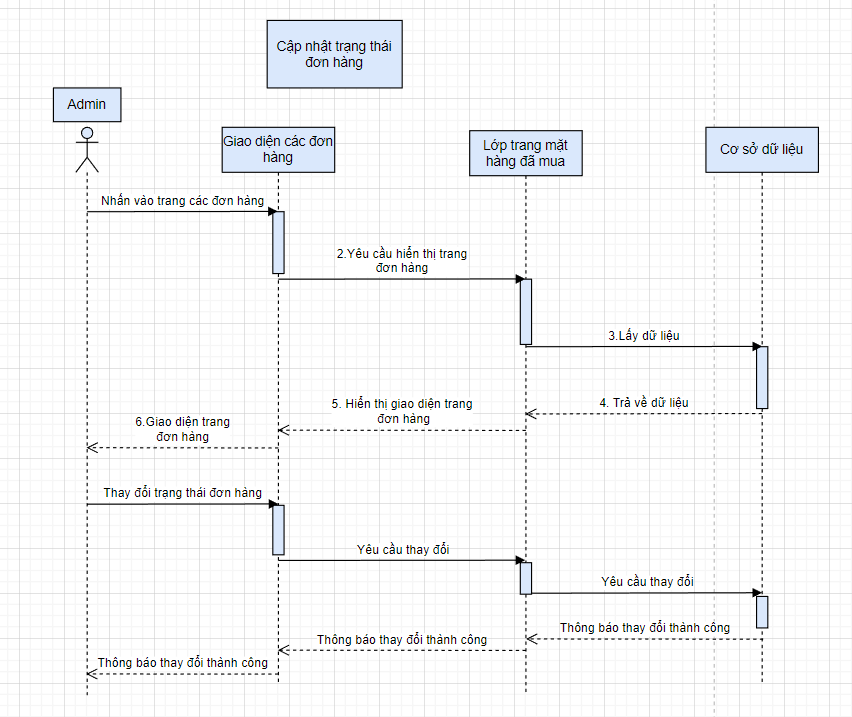 Cập nhật trạng thái
đơn hàng
Admin
Giao diện các đơn
hàng
Lớp trang mặt
hàng đã mua
Cơ sở dữ liệu
Nhấn vào trang các đơn hàng
2.Yêu cầu hiển thị trang
đơn hàng
3.Lấy dữ liệu
4. Trả về dữ liệu
5. Hiển thị giao diện trang
đơn hàng
6.Giao diện trang
đơn hàng
Thay đổi trạng thái đơn hàng
Yêu cầu thay đổi
Yêu cầu thay đổi
Thông báo thay đổi thành công
Thông báo thay đổi thành công
Thông báo thay đổi thành công